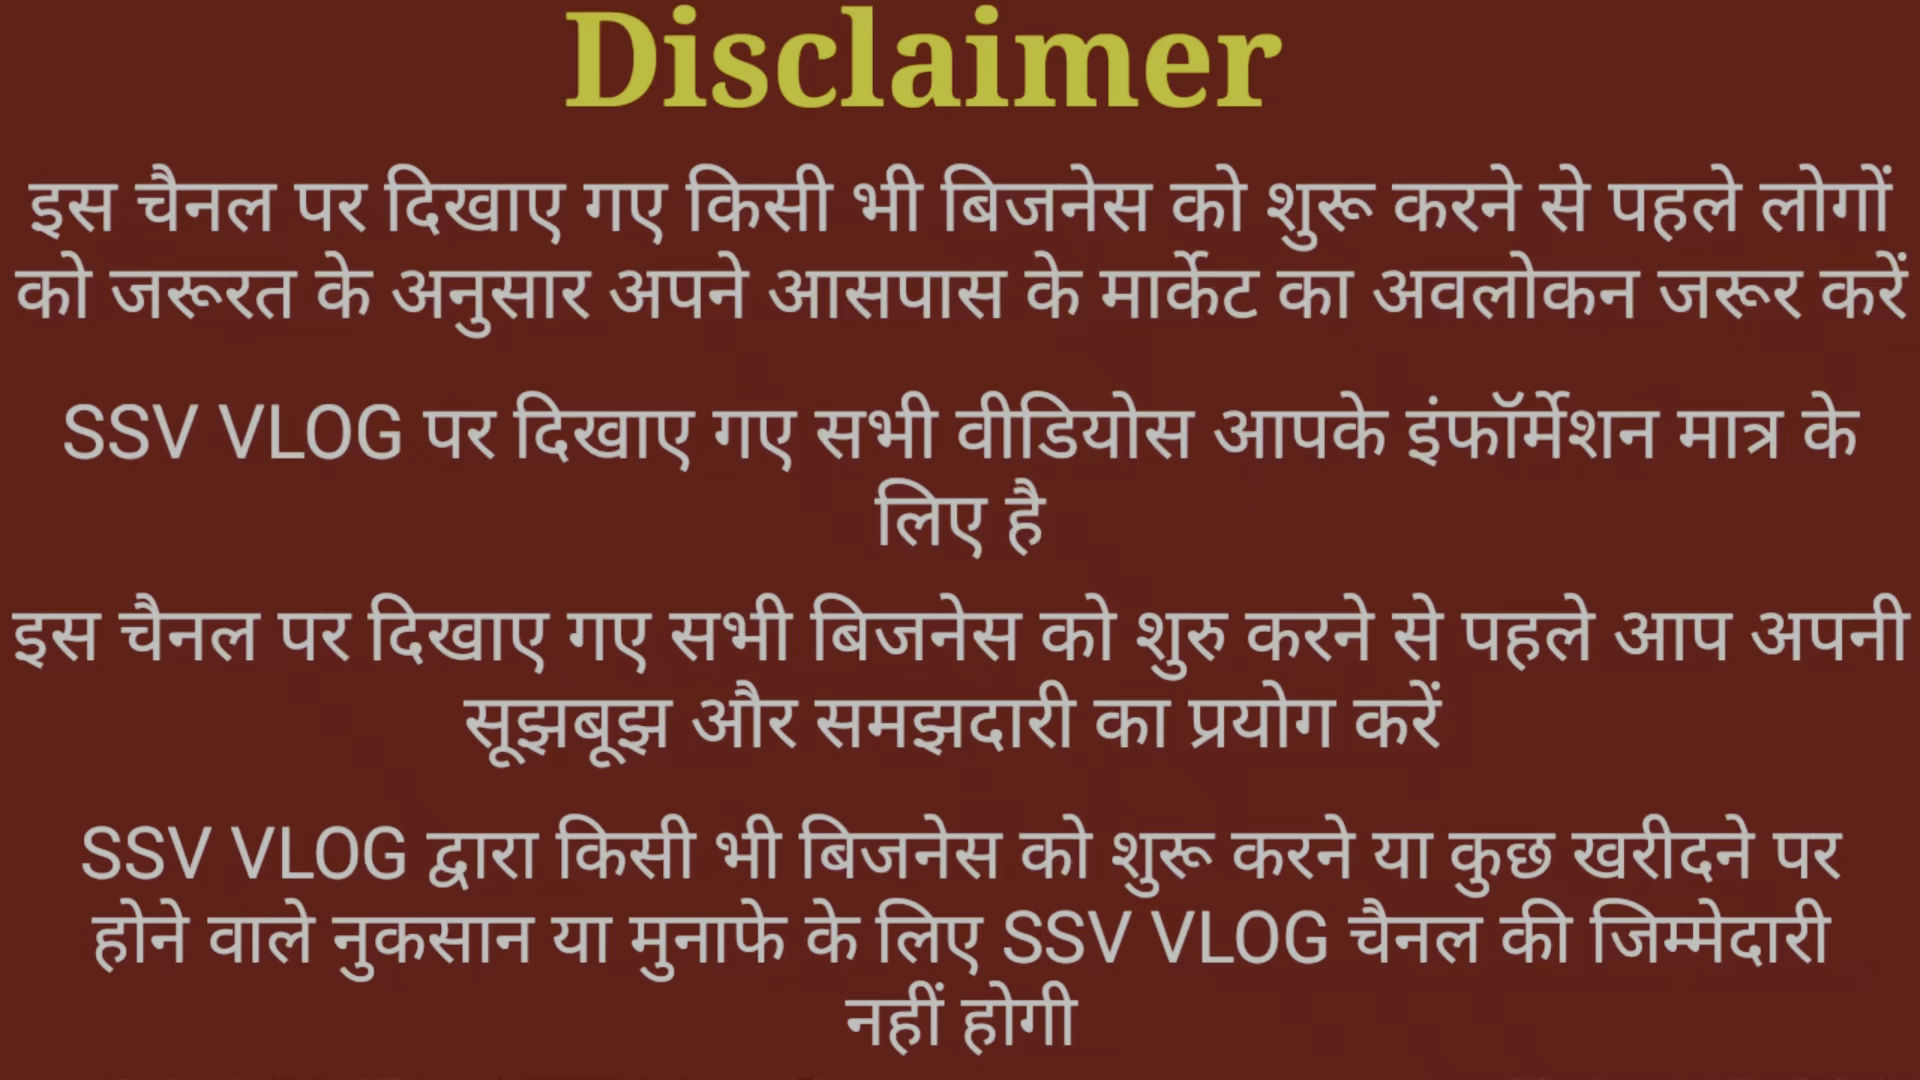 Disclaimer
इस चैनल पर दिखाए गए किसी भी बिजनेस को शुरू करने से पहले लोगों
को जरूरत के अनुसार अपने आसपास के मार्केट का अवलोकन जरूर करें
SSV VLOG पर दिखाए गए सभी वीडियोस आपके इंफॉर्मेशन मात्र के
लिए है
इस चैनल पर दिखाए गए सभी बिजनेस को शुरु करने से पहले आप अपनी
सूझबूझ और समझदारी का प्रयोग करें
SSV VLOG द्वारा किसी भी बिजनेस को शुरू करने या कुछ खरीदने पर
होने वाले नुकसान या मुनाफे के लिए SSV VLOG चैनल की जिम्मेदारी
नहीं होगी